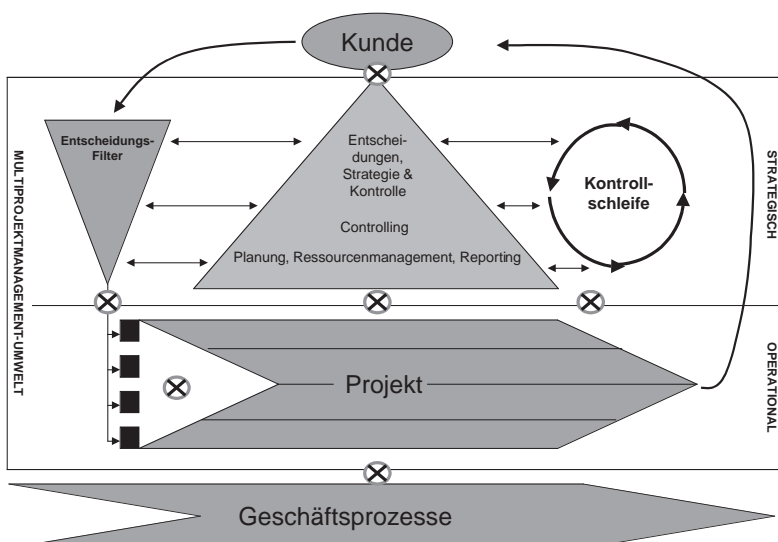 Kunde
Entscheidungs-
Filter
Entschei-
dungen,
Strategie &
Kontrolle
Controlling
Planung, Ressourcenmanagement, Reporting
Kontroll-
schleife
MULTIPROJEKTMANAGEMENT-UMWELT
STRATEGISCH
OPERATIONAL
Projekt
Geschäftsprozesse